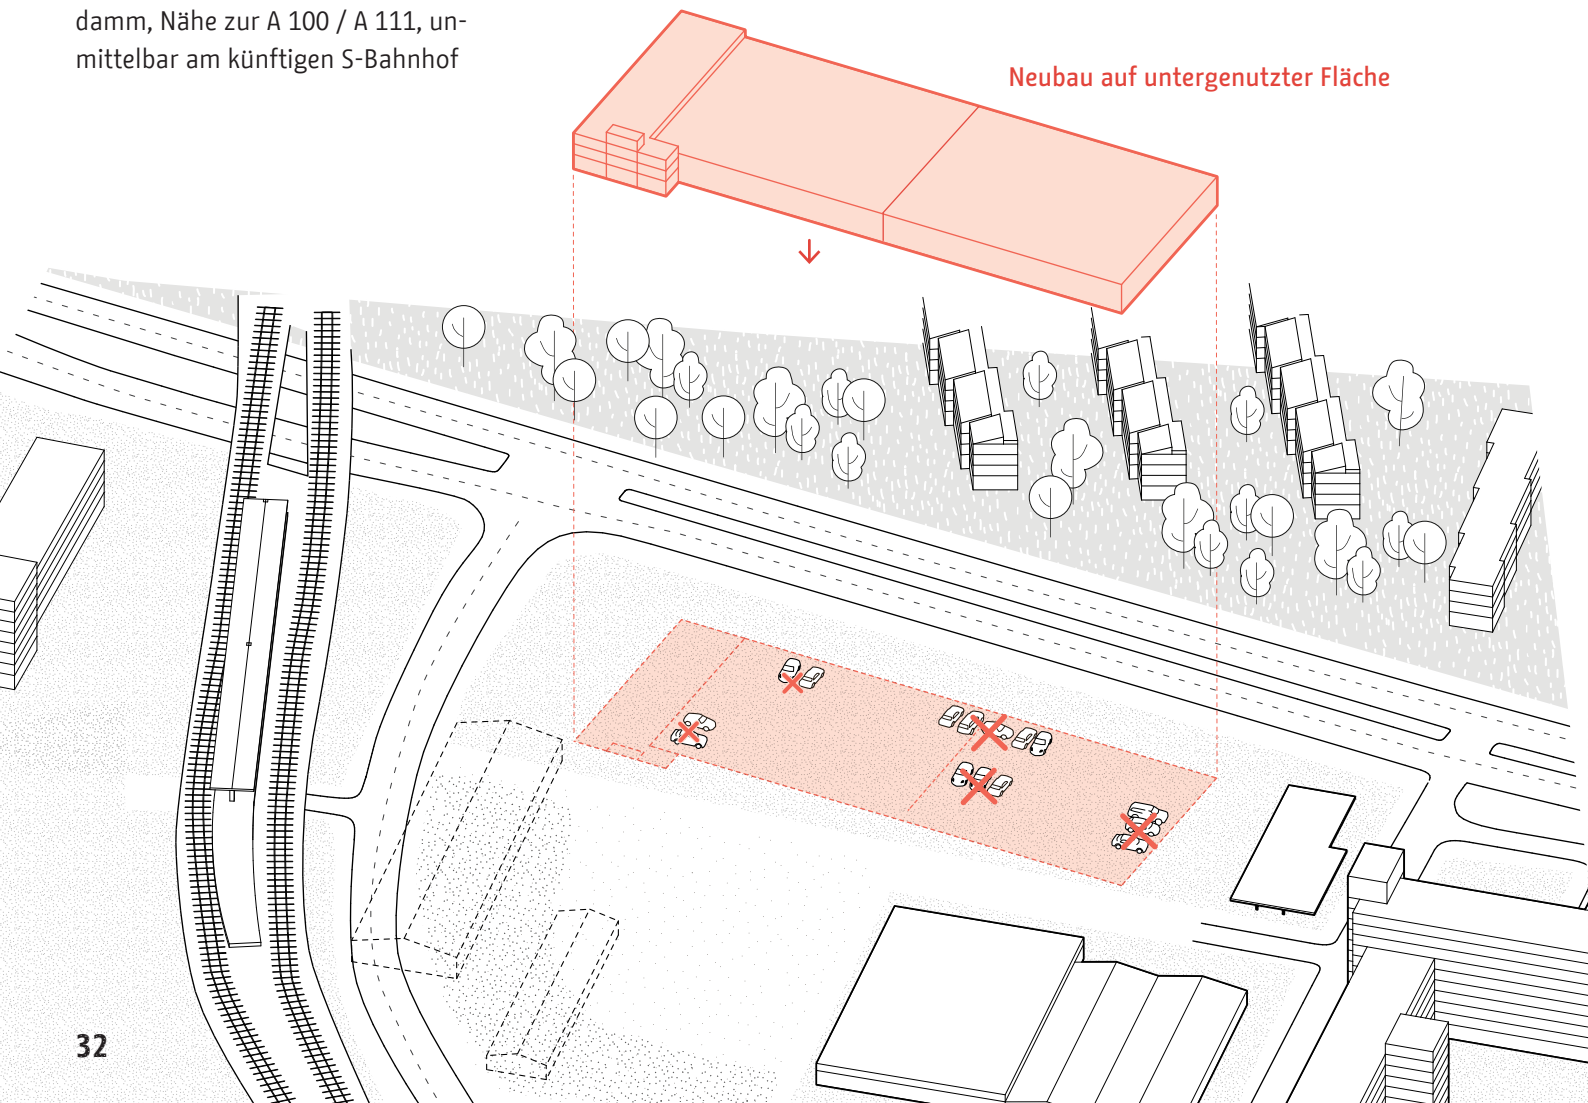 damm, Nähe zur A 100 / A 111, un-
mittelbar am künftigen S-Bahnhof
Neubau auf untergenutzter Fläche
32